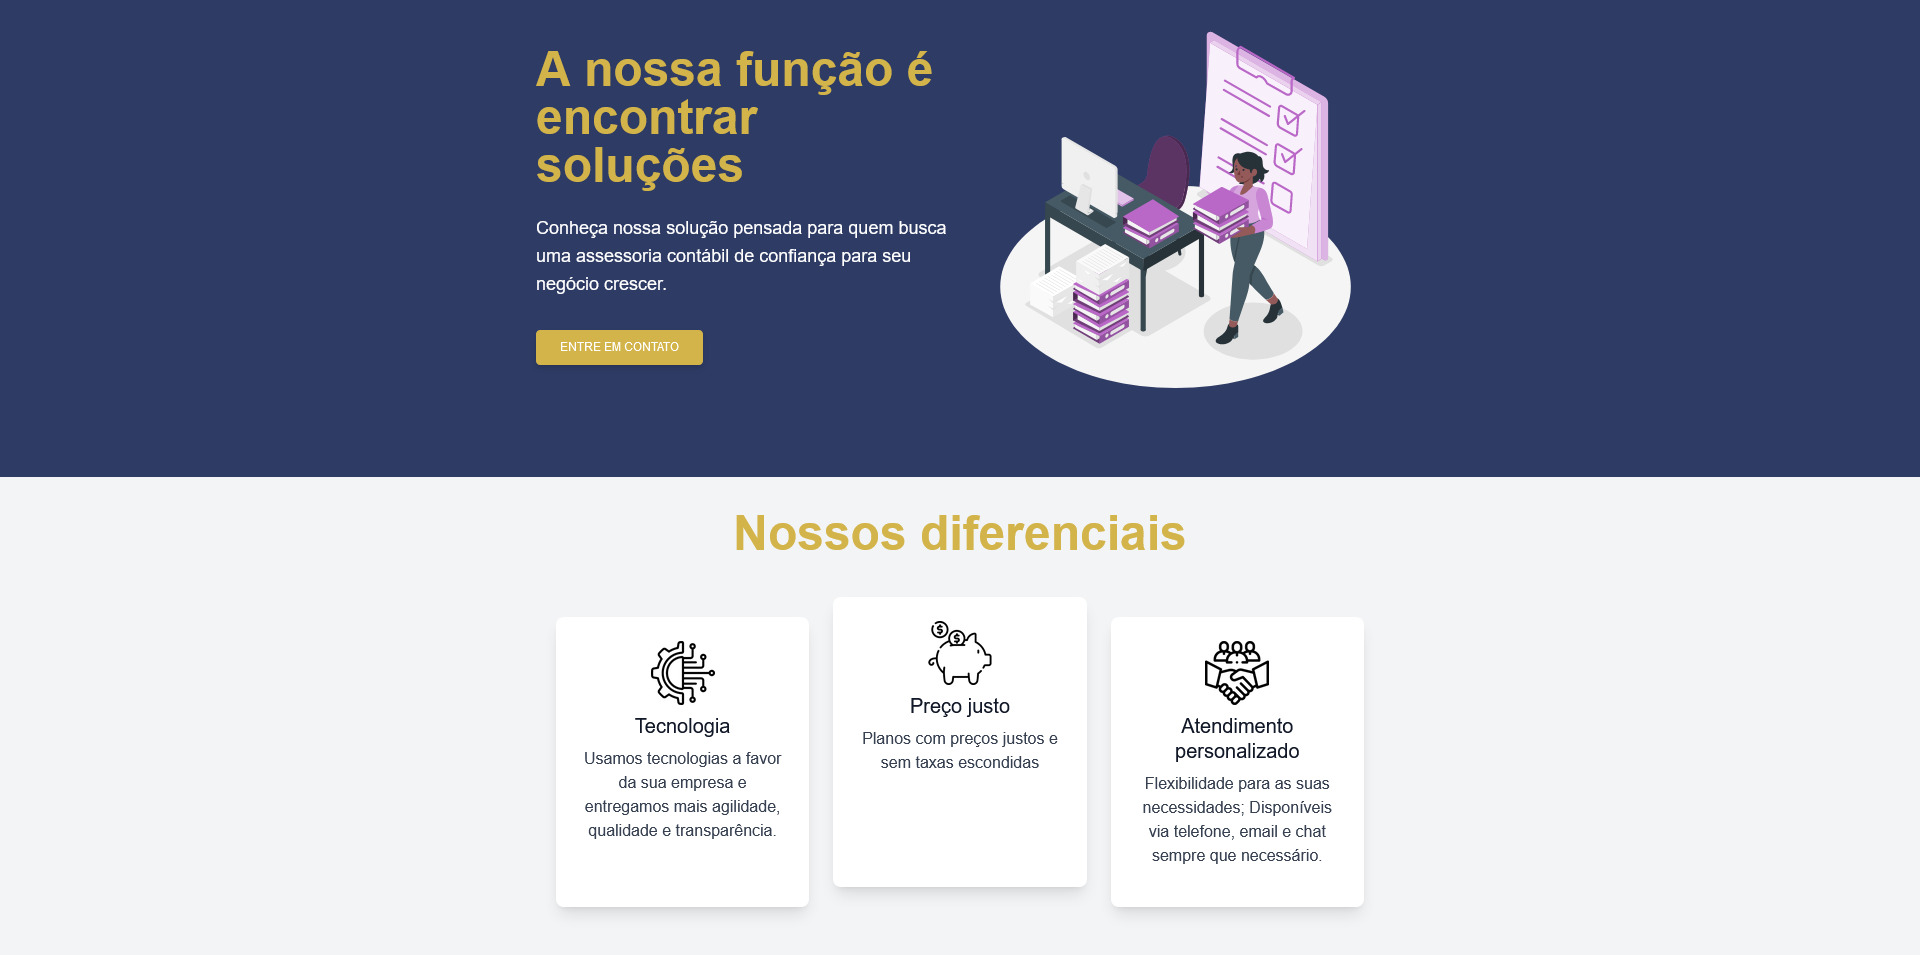 A nossa função é
encontrar
soluções
Conheça nossa solução pensada para quem busca
uma assessoria contábil de confiança para seu
negócio crescer.
ENTRE EM CONTATO
Nossos diferenciais
Tecnologia
Usamos tecnologias a favor
da sua empresa e
entregamos mais agilidade,
qualidade e transparência.
$ $
Preço justo
Planos com preços justos e
sem taxas escondidas
Atendimento
personalizado
Flexibilidade para as suas
necessidades; Disponíveis
via telefone, email e chat
sempre que necessário.